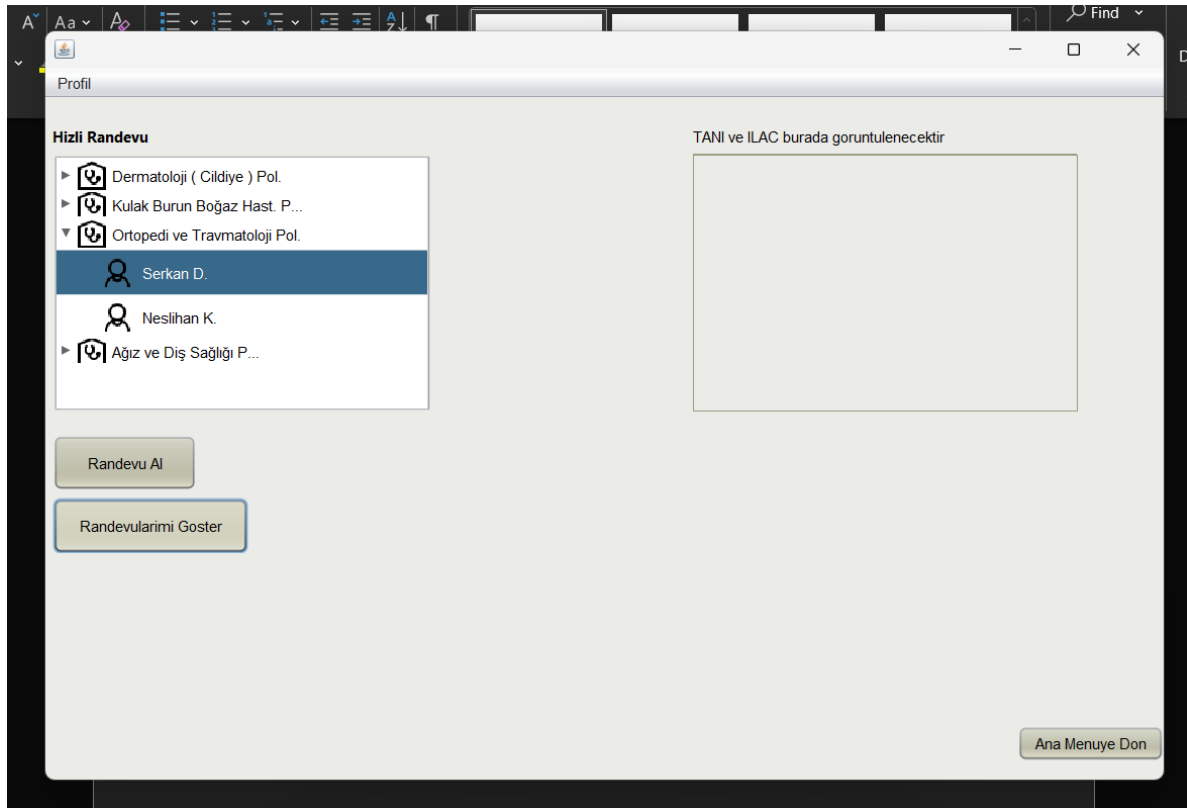 Aa
Find
D
Profil
Hizli Randevu
TANI ve ILAC burada goruntulenecektir
Dermatoloji ( Cildiye ) Pol.
Kulak Burun Boğaz Hast. P...
Ortopedi ve Travmatoloji Pol.
Serkan D.
Neslihan K.
Ağız ve Diş Sağlığı P...
Randevu Al
Randevularimi Goster
Ana Menuye Don